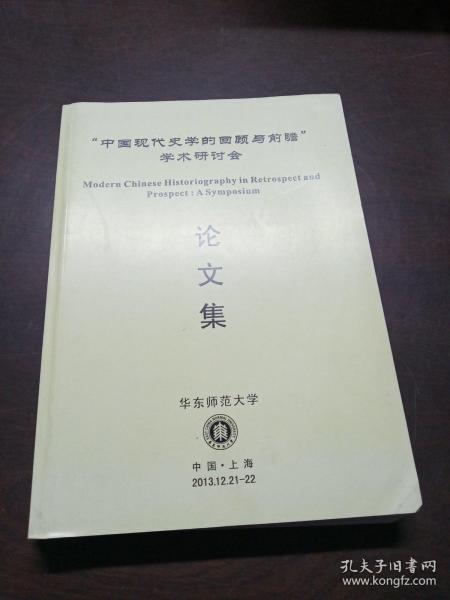 “中国现代史学的回顾与前瞻”
学术研讨会
Modern Chinese Historiography in Retrospect and
Prospect : A Symposium
论
文
集
华东师范大学
中国·上海
2013.12.21-22
孔夫子旧书网
www.kongfz.com